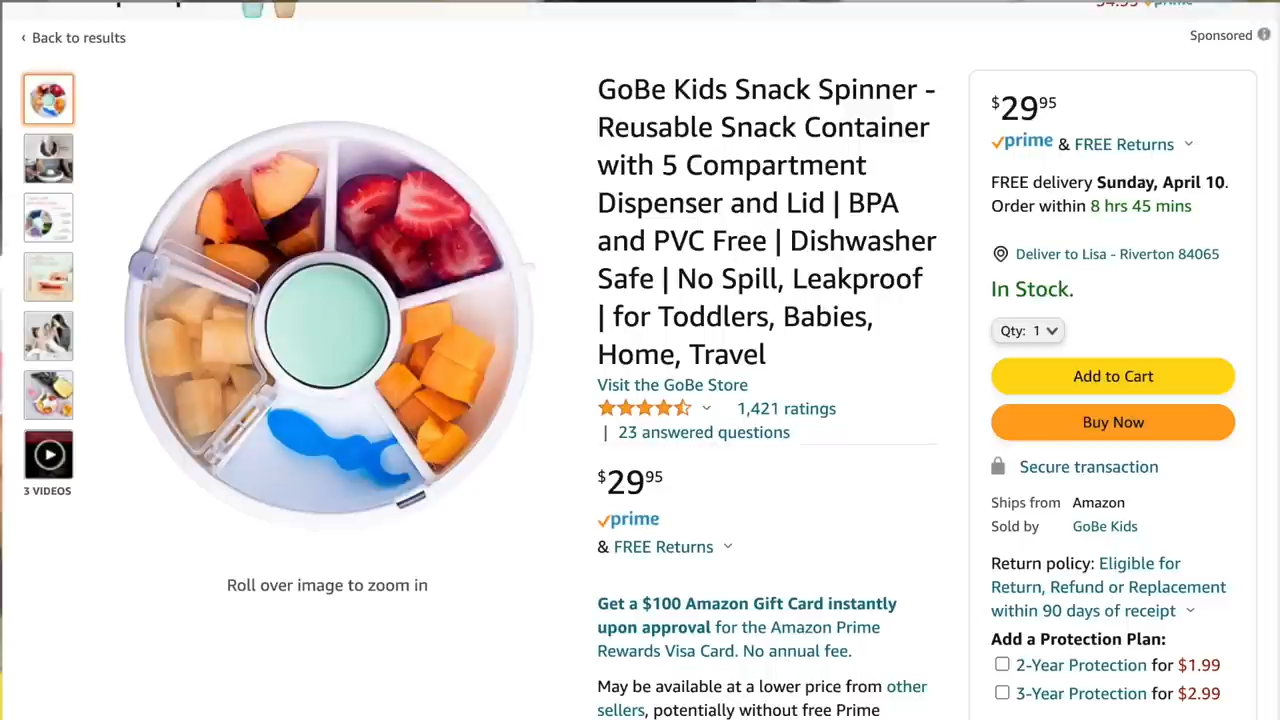 ‹ Back to results
Sponsored
3 VIDEOS
Roll over image to zoom in
GoBe Kids Snack Spinner -
Reusable Snack Container
with 5 Compartment
Dispenser and Lid | BPA
and PVC Free | Dishwasher
Safe | No Spill, Leakproof
| for Toddlers, Babies,
Home, Travel
Visit the GoBe Store
1,421 ratings
| 23 answered questions
$29 95
prime
& FREE Returns
Get a $100 Amazon Gift Card instantly
upon approval for the Amazon Prime
Rewards Visa Card. No annual fee.
May be available at a lower price from other
sellers, potentially without free Prime
$29 95
prime & FREE Returns
FREE delivery Sunday, April 10.
Order within 8 hrs 45 mins
Deliver to Lisa - Riverton 84065
In Stock.
Qty: 1
Add to Cart
Buy Now
Secure transaction
Ships from Amazon
Sold by GoBe Kids
Return policy: Eligible for
Return, Refund or Replacement
within 90 days of receipt
Add a Protection Plan:
2-Year Protection for $1.99
3-Year Protection for $2.99